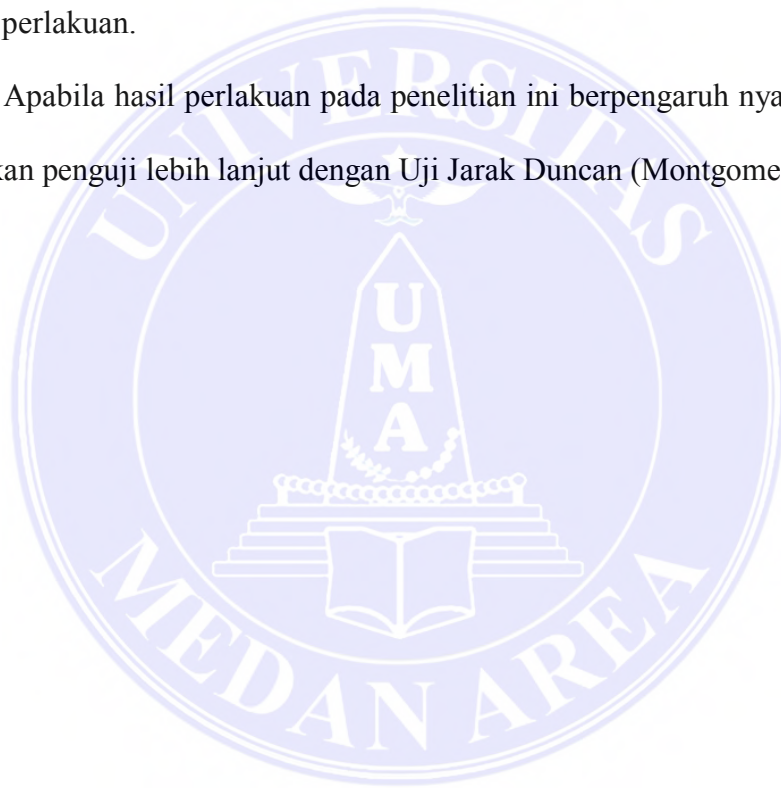 perlakuan.
Apabila hasil perlakuan pada penelitian ini berpengaruh nya
kan penguji lebih lanjut dengan Uji Jarak Duncan (Montgome
UNIVERSITAS
UMA
MEDAN AREA